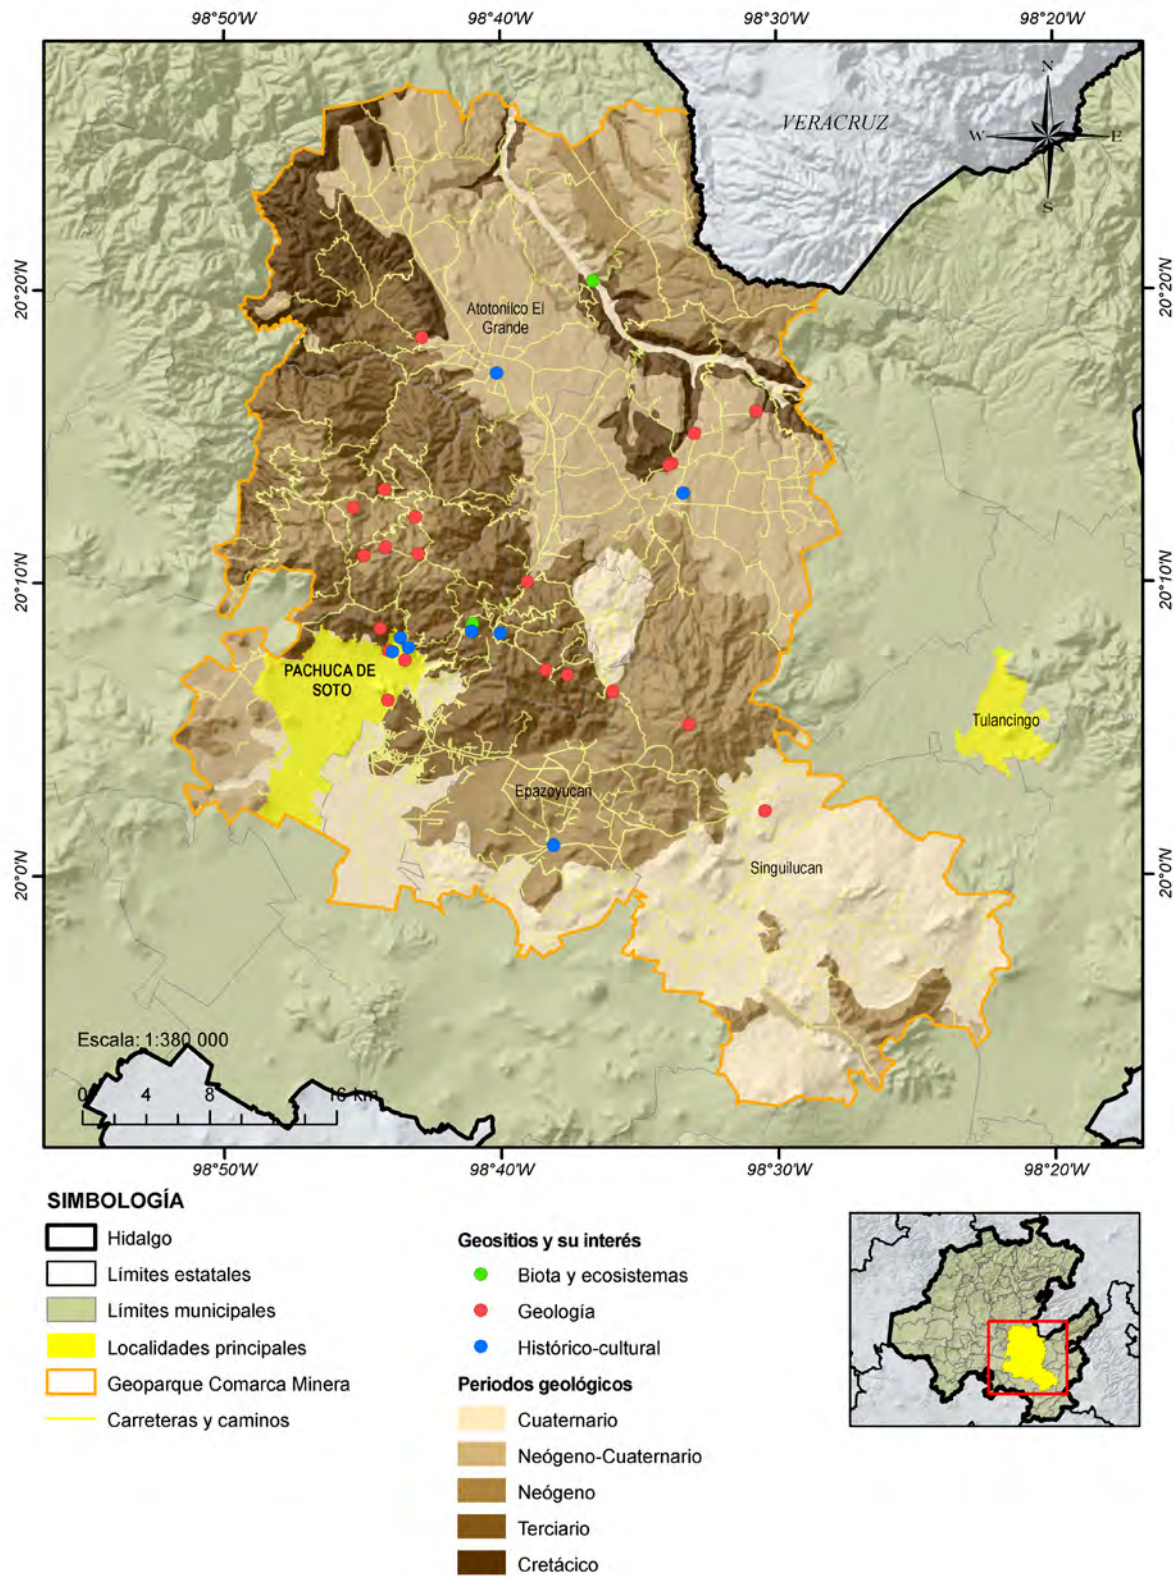 98°50'W 98°40'W 98°30'W 98°20'W
N
VERACRUZ
W E
S
20°20'N 20°20'N
Atotonilco El
Grande
20°10'N 20°10'N
PACHUCA DE
SOTO
Tulancingo
Epazoyucan
20°0'N 20°0'N
Singuilucan
Escala: 1:380 000
0 4 8 16 km
98°50'W 98°40'W 98°30'W 98°20'W
SIMBOLOGÍA
Hidalgo
Límites estatales
Límites municipales
Localidades principales
Geoparque Comarca Minera
Carreteras y caminos
Geositios y su interés
Biota y ecosistemas
Geología
Histórico-cultural
Periodos geológicos
Cuaternario
Neógeno-Cuaternario
Neógeno
Terciario
Cretácico